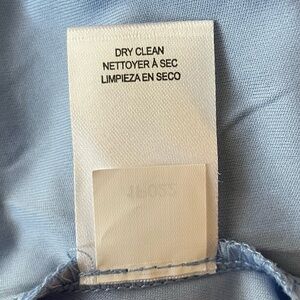 DRY CLEAN
NETTOYER À SEC
LIMPIEZA EN SECO